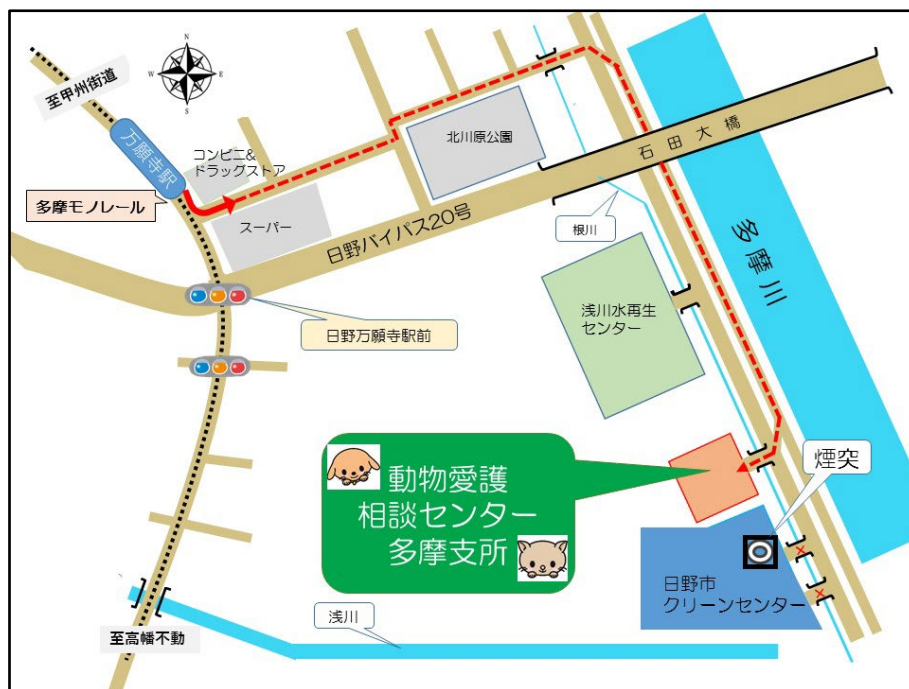 N
W
E
S
至甲州街道
万願寺駅
コンビニ&
ドラッグストア
北川原公園
石田大橋
多摩モノレール
スーパー
日野バイパス20号
根川
多摩川
浅川水再生
センター
日野万願寺駅前
動物愛護
相談センター
多摩支所
煙突
日野市
クリーンセンター
浅川
至高幡不動